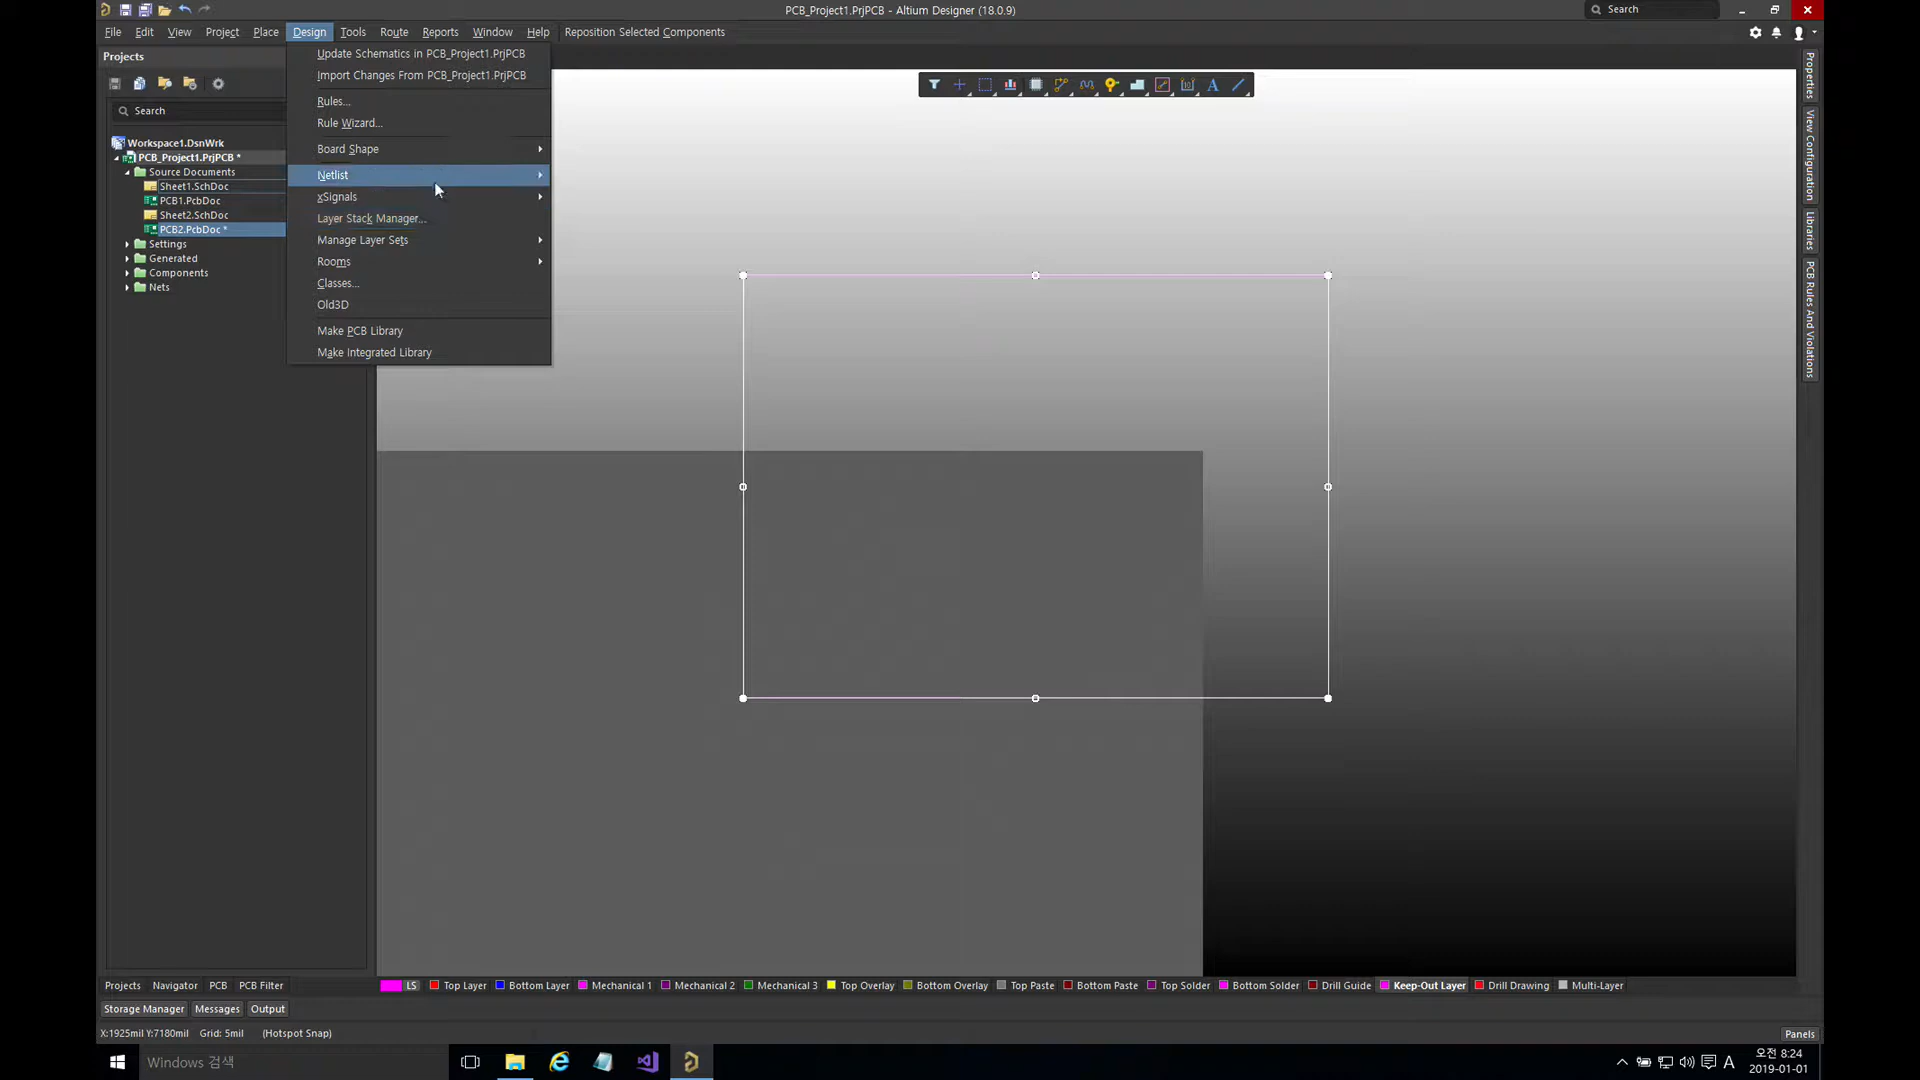 PCB_Project1.PrjPCB - Altium Designer (18.0.9)
Search
File Edit View Project Place Design Tools Route Reports Window Help Reposition Selected Components
Projects
Search
Workspace1.DsnWrk
PCB_Project1.PrjPCB *
Source Documents
Sheet1.SchDoc
PCB1.PcbDoc
Sheet2.SchDoc
PCB2.PcbDoc *
Settings
Generated
Components
Nets
Update Schematics in PCB_Project1.PrjPCB
Import Changes From PCB_Project1.PrjPCB
Rules...
Rule Wizard...
Board Shape
Netlist
xSignals
Layer Stack Manager...
Manage Layer Sets
Rooms
Classes...
Old3D
Make PCB Library
Make Integrated Library
A
Properties
View Configuration
Libraries
PCB Rules And Violations
Projects Navigator PCB PCB Filter
LS Top Layer Bottom Layer Mechanical 1 Mechanical 2 Mechanical 3 Top Overlay Bottom Overlay Top Paste Bottom Paste Top Solder Bottom Solder Drill Guide Keep-Out Layer Drill Drawing Multi-Layer
Storage Manager Messages Output
X:1925mil Y:7180mil Grid: 5mil (Hotspot Snap)
Panels
Windows 검색
A
오전 8:24
2019-01-01